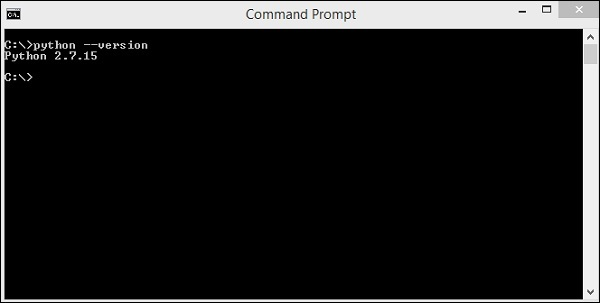 Command Prompt
C:\>python --version
Python 2.7.15
C:\>